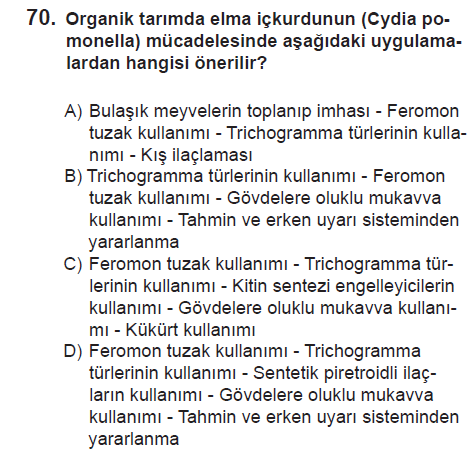 70. Organik tarımda elma içkurdunun (Cydia po-
monella) mücadelesinde aşağıdaki uygulama-
lardan hangisi önerilir?
A) Bulaşık meyvelerin toplanıp imhası - Feromon
tuzak kullanımı - Trichogramma türlerinin kulla-
nımı - Kış ilaçlaması
B) Trichogramma türlerinin kullanımı - Feromon
tuzak kullanımı - Gövdelere oluklu mukavva
kullanımı - Tahmin ve erken uyarı sisteminden
yararlanma
C) Feromon tuzak kullanımı - Trichogramma tür-
lerinin kullanımı - Kitin sentezi engelleyicilerin
kullanımı - Gövdelere oluklu mukavva kullanı-
mı - Kükürt kullanımı
D) Feromon tuzak kullanımı - Trichogramma
türlerinin kullanımı - Sentetik piretroidli ilaç-
ların kullanımı - Gövdelere oluklu mukavva
kullanımı - Tahmin ve erken uyarı sisteminden
yararlanma